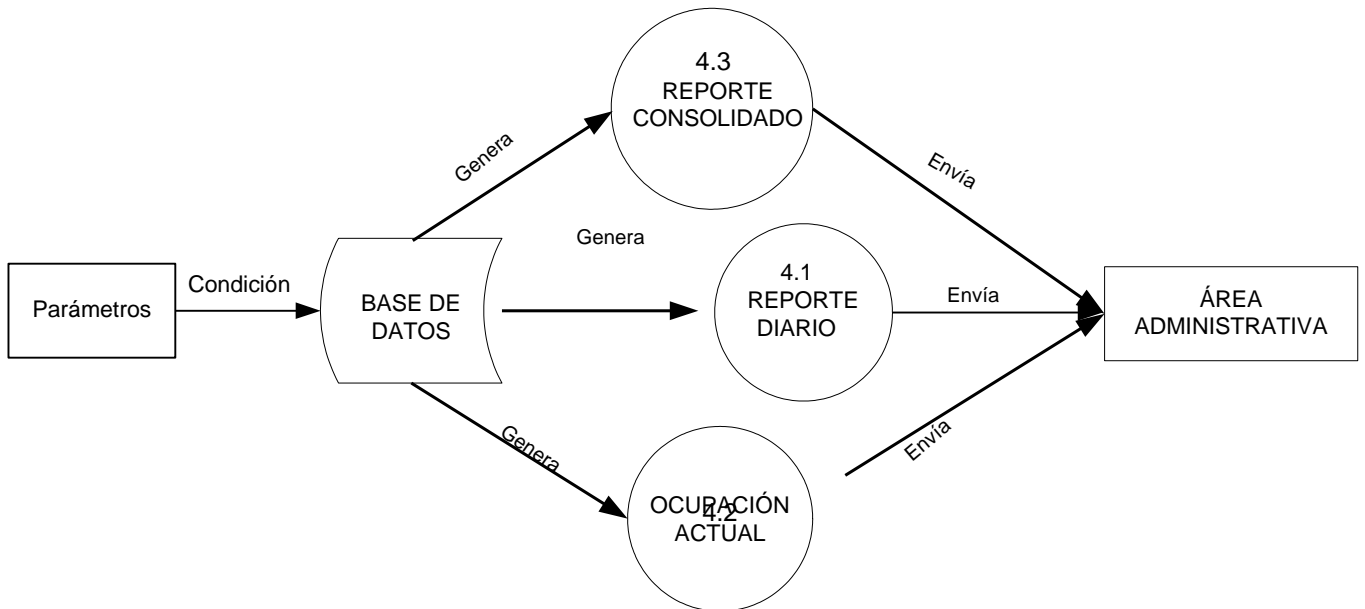 4.3
REPORTE
CONSOLIDADO
Genera
Envía
Genera
Parámetros
Condición
BASE DE
DATOS
4.1
REPORTE
DIARIO
Envía
ÁREA
ADMINISTRATIVA
Genera
Envía
OCUPACIÓN
4.2
ACTUAL